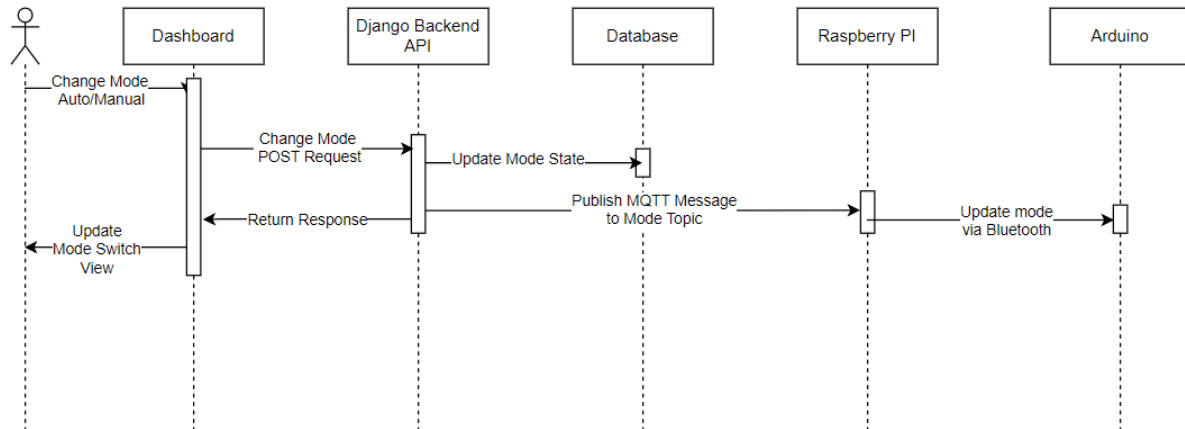 Dashboard
Django Backend
API
Database
Raspberry PI
Arduino
Change Mode
Auto/Manual
Change Mode
POST Request
Update Mode State
Publish MQTT Message
to Mode Topic
Return Response
Update mode
via Bluetooth
Update
Mode Switch
View